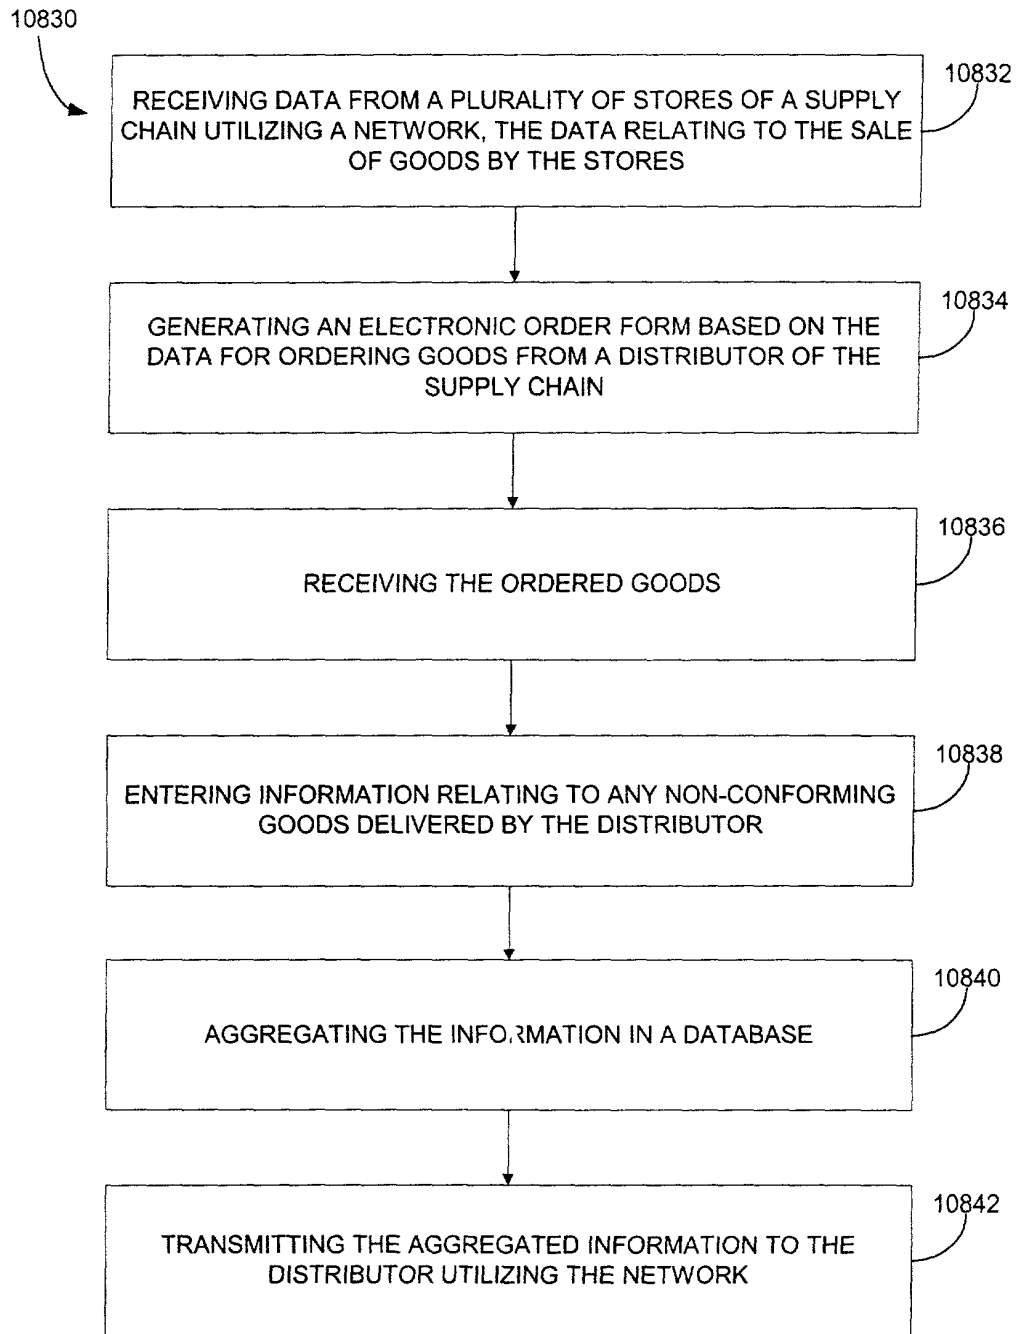 10830
10832
RECEIVING DATA FROM A PLURALITY OF STORES OF A SUPPLY
CHAIN UTILIZING A NETWORK, THE DATA RELATING TO THE SALE
OF GOODS BY THE STORES
10834
GENERATING AN ELECTRONIC ORDER FORM BASED ON THE
DATA FOR ORDERING GOODS FROM A DISTRIBUTOR OF THE
SUPPLY CHAIN
10836
RECEIVING THE ORDERED GOODS
10838
ENTERING INFORMATION RELATING TO ANY NON-CONFORMING
GOODS DELIVERED BY THE DISTRIBUTOR
10840
AGGREGATING THE INFORMATION IN A DATABASE
10842
TRANSMITTING THE AGGREGATED INFORMATION TO THE
DISTRIBUTOR UTILIZING THE NETWORK